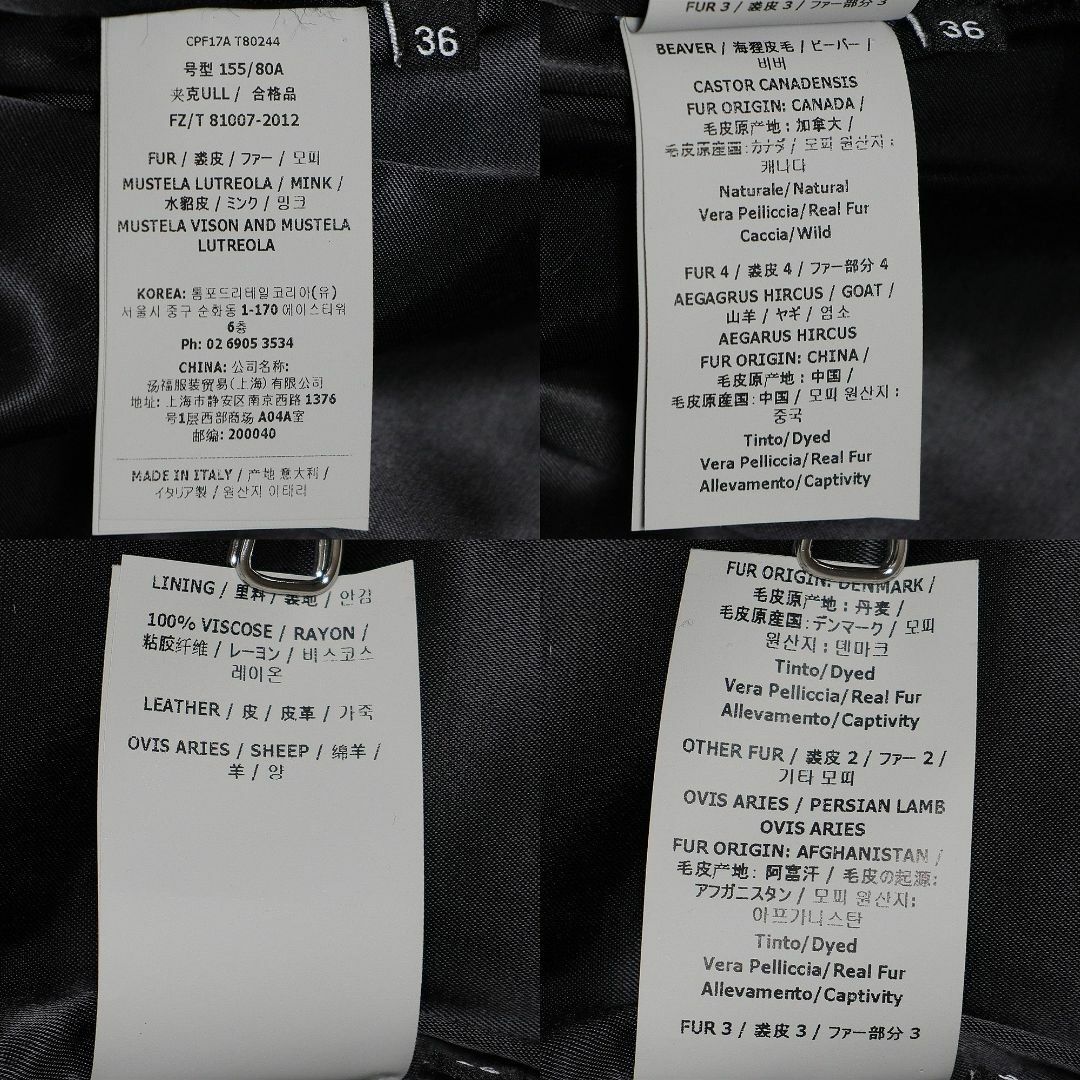 CPF17A T80244
号型 155/80A
夹克ULL / 合格品
FZ/T 81007-2012
FUR / 裘皮 / ファー / 모피
MUSTELA LUTREOLA / MINK /
水貂皮 / ミンク / 밍크
MUSTELA VISON AND MUSTELA
LUTREOLA
KOREA: 통포드리테일코리아(유)
서울시 중구 순화동 1-170 에이스타워
6층
Ph: 02 6905 3534
CHINA: 公司名称:
汤福服装贸易(上海) 有限公司
地址: 上海市静安区南京西路 1376
号1层西部商场 A04A室
邮编: 200040
MADE IN ITALY / 产地 意大利 /
イタリア製 / 원산지 이태리
36
FUR 3 / 裘皮 3 / ファー部分 3
BEAVER / 海狸皮毛 / ビーバー /
비버
CASTOR CANADENSIS
FUR ORIGIN: CANADA /
毛皮原产地 : 加拿大 /
毛皮原産国: カナダ / 모피 원산지 :
캐나다
Naturale/Natural
Vera Pelliccia/Real Fur
Caccia/Wild
FUR 4 / 裘皮 4 / ファー部分 4
AEGAGRUS HIRCUS / GOAT /
山羊 / ヤギ / 염소
AEGARUS HIRCUS
FUR ORIGIN: CHINA /
毛皮原产地 : 中国 /
毛皮原産国: 中国 / 모피 원산지 :
중국
Tinto/Dyed
Vera Pelliccia/Real Fur
Allevamento/Captivity
36
LINING / 里料 / 裏地 / 안감
100% VISCOSE / RAYON /
粘胶纤维 / レーヨン / 비스코스
레이온
LEATHER / 皮 / 皮革 / 가죽
OVIS ARIES / SHEEP / 绵羊 /
羊 / 양
FUR ORIGIN: DENMARK /
毛皮原产地 : 丹麦 /
毛皮原産国: デンマーク / 모피
원산지 : 덴마크
Tinto/Dyed
Vera Pelliccia/Real Fur
Allevamento/Captivity
OTHER FUR / 裘皮 2 / ファー 2 /
기타 모피
OVIS ARIES / PERSIAN LAMB
OVIS ARIES
FUR ORIGIN: AFGHANISTAN /
毛皮产地: 阿富汗 / 毛皮の起源:
アフガニスタン / 모피 원산지:
아프가니스탄
Tinto/Dyed
Vera Pelliccia/Real Fur
Allevamento/Captivity
FUR 3 / 裘皮 3 / ファー部分 3